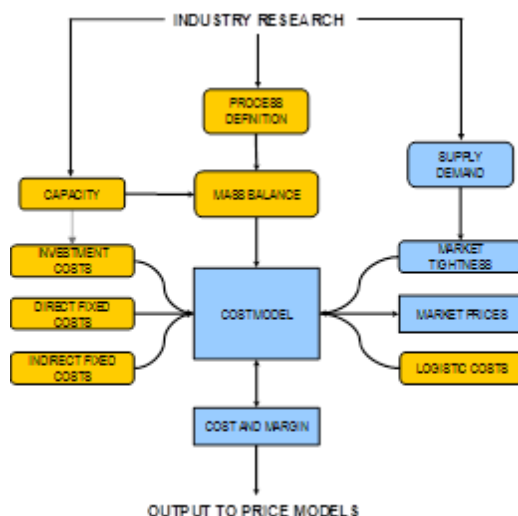 INDUSTRY RESEARCH
PROCESS
DEFINITION
SUPPLY
DEMAND
CAPACITY
MASS BALANCE
INVESTMENT
COSTS
MARKET
TIGHTNESS
DIRECT FIXED
COSTS
COST MODEL
MARKET PRICES
INDIRECT FIXED
COSTS
LOGISTIC COSTS
COST AND MARGIN
OUTPUT TO PRICE MODELS